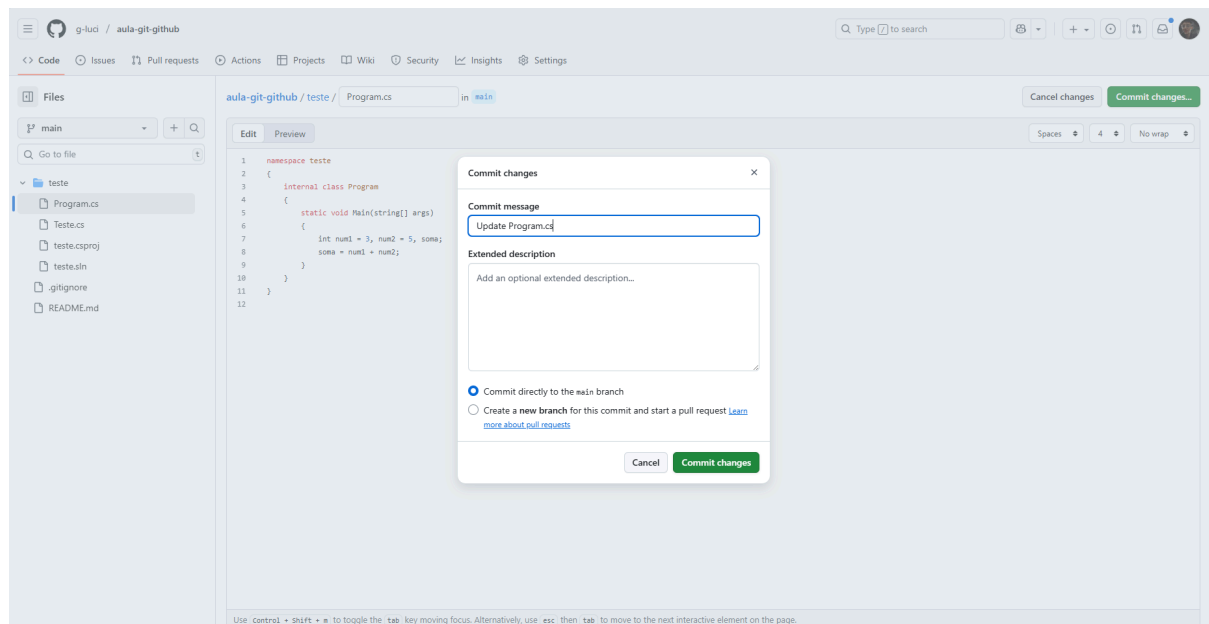 g-luci / aula-git-github
Type / to search
Code Issues Pull requests Actions Projects Wiki Security Insights Settings
Files
aula-git-github / teste / Program.cs in main
Cancel changes Commit changes...
main
Go to file t
teste
Program.cs
Teste.cs
teste.csproj
teste.sln
.gitignore
README.md
Edit Preview
Spaces 4 No wrap
1 namespace teste
2 {
3 internal class Program
4 {
5 static void Main(string[] args)
6 {
7 int num1 = 3, num2 = 5, soma;
8 soma = num1 + num2;
9 }
10 }
11 }
12
Commit changes
Commit message
Update Program.cs
Extended description
Add an optional extended description...
Commit directly to the main branch
Create a new branch for this commit and start a pull request Learn
more about pull requests
Cancel Commit changes
Use Control + Shift + m to toggle the tab key moving focus. Alternatively, use esc then tab to move to the next interactive element on the page.